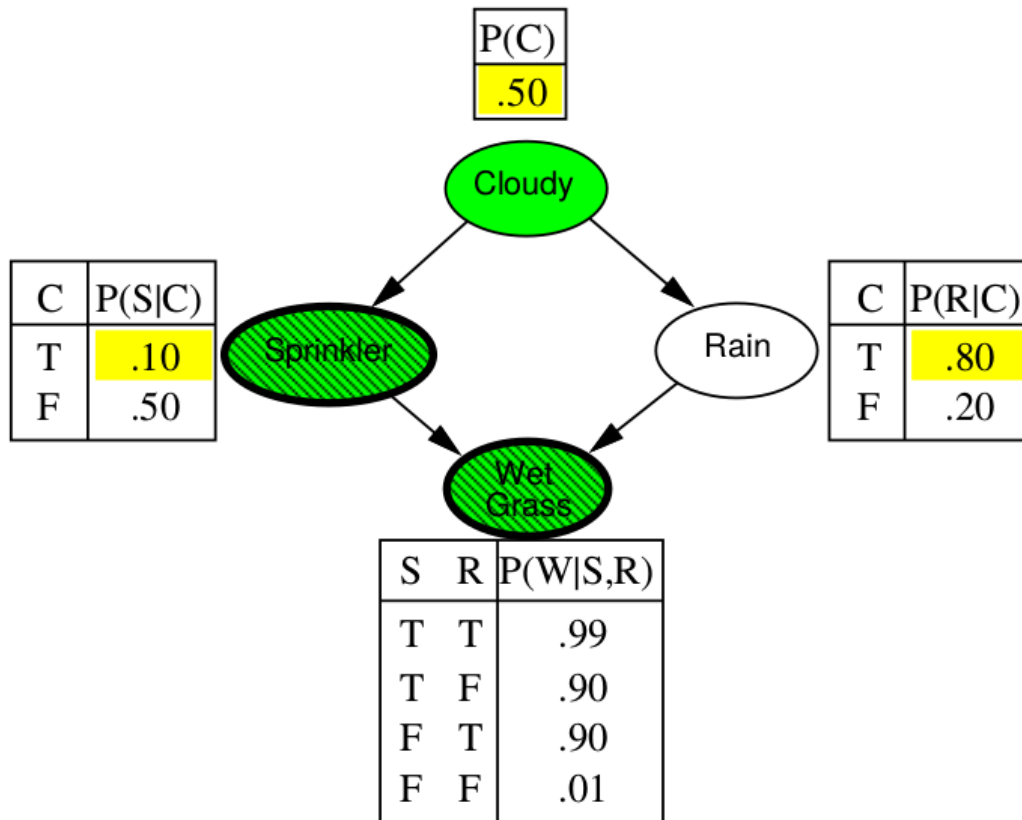 P(C)
.50
Cloudy
C P(S|C)
T .10
F .50
Sprinkler
Rain
C P(R|C)
T .80
F .20
Wet
Grass
S R P(W|S,R)
T T .99
T F .90
F T .90
F F .01